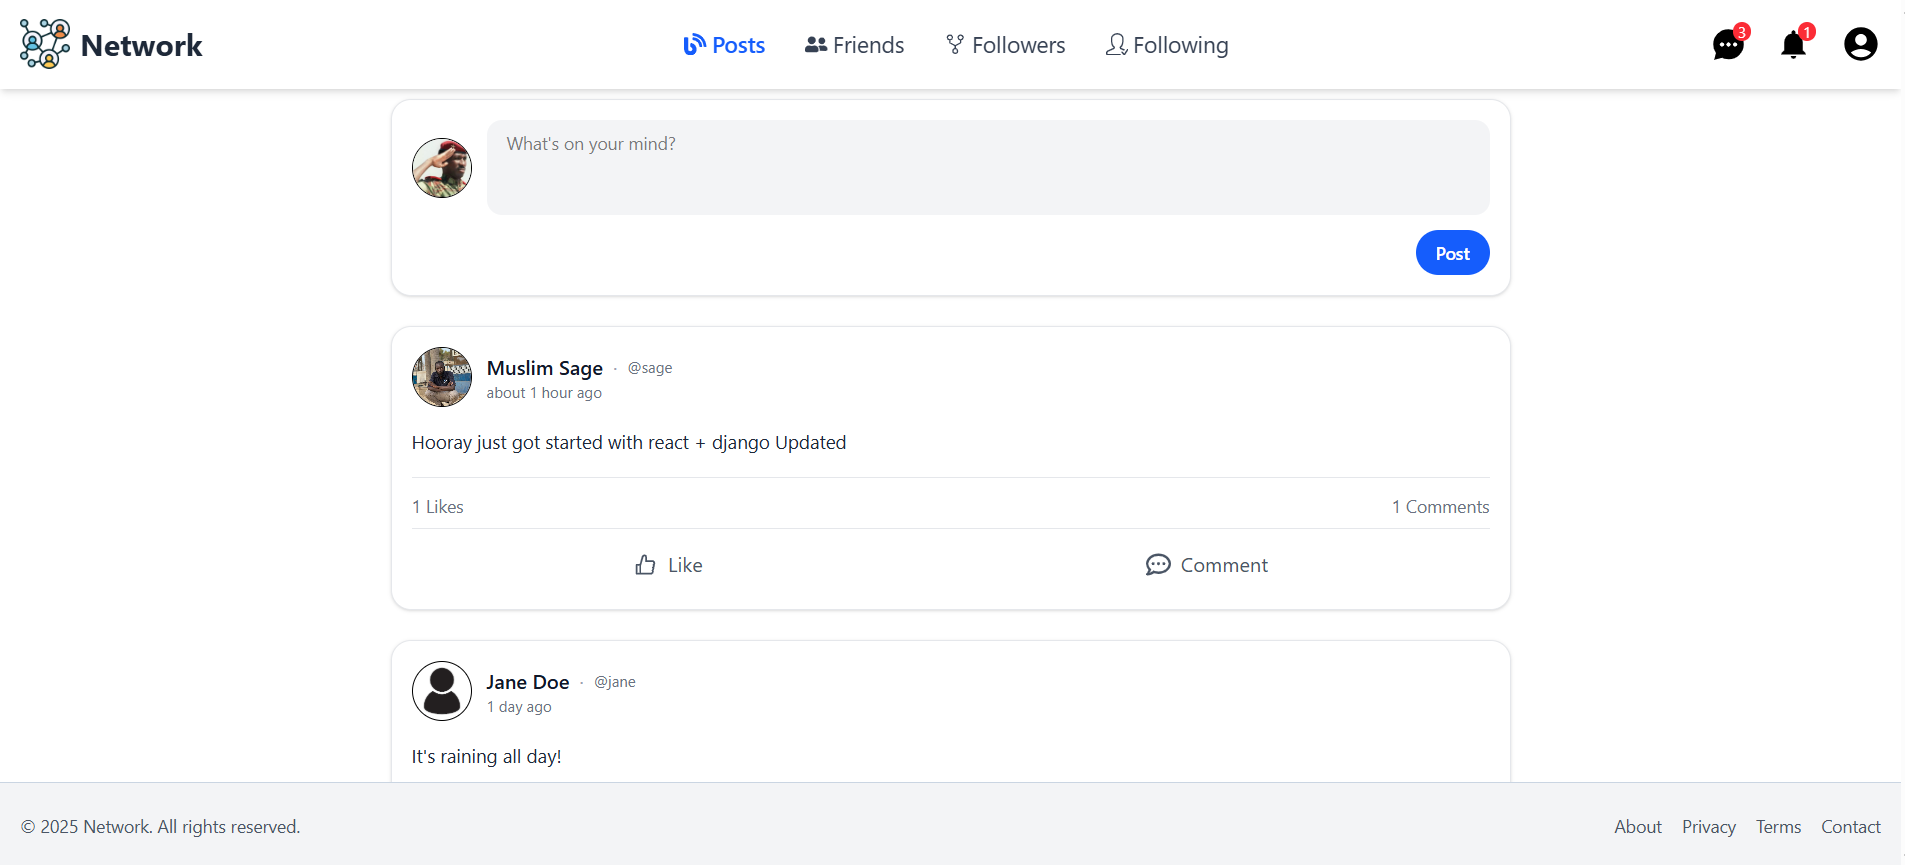 Network
Posts
Friends
Followers
Following
3
1
What's on your mind?
Post
Muslim Sage · @sage
about 1 hour ago
Hooray just got started with react + django Updated
1 Likes
1 Comments
Like
Comment
Jane Doe · @jane
1 day ago
It's raining all day!
© 2025 Network. All rights reserved.
About
Privacy
Terms
Contact